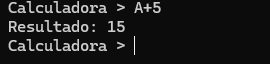 Calculadora > A+5
Resultado: 15
Calculadora >